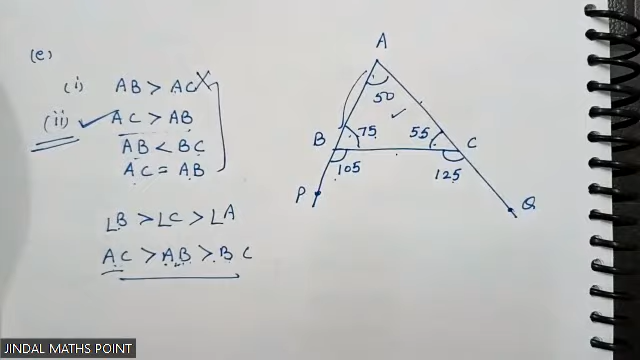 (e)
(i) AB > AC
(ii) AC > AB
AB < BC
AC = AB
∠B > ∠C > ∠A
AC > AB > BC
A
50
B 75 55 C
105 125
P Q
JINDAL MATHS POINT